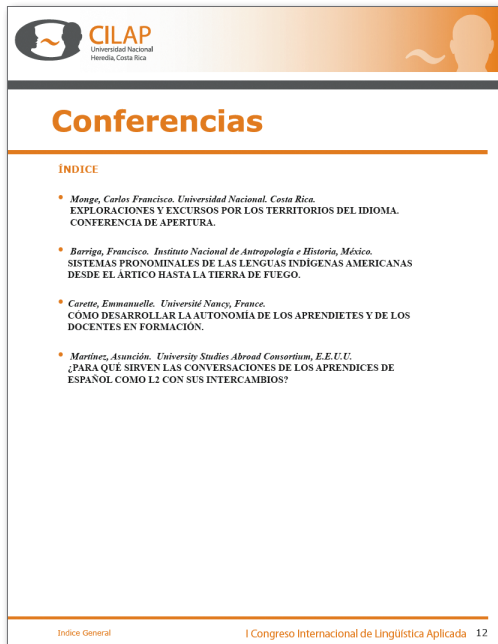 CILAP
Universidad Nacional
Heredia, Costa Rica
Conferencias
ÍNDICE
• Monge, Carlos Francisco. Universidad Nacional. Costa Rica.
EXPLORACIONES Y EXCURSOS POR LOS TERRITORIOS DEL IDIOMA.
CONFERENCIA DE APERTURA.
• Barriga, Francisco. Instituto Nacional de Antropología e Historia, México.
SISTEMAS PRONOMINALES DE LAS LENGUAS INDÍGENAS AMERICANAS
DESDE EL ÁRTICO HASTA LA TIERRA DE FUEGO.
• Carette, Emmanuelle. Université Nancy, France.
CÓMO DESARROLLAR LA AUTONOMÍA DE LOS APRENDIETES Y DE LOS
DOCENTES EN FORMACIÓN.
• Martínez, Asunción. University Studies Abroad Consortium, E.E.U.U.
¿PARA QUÉ SIRVEN LAS CONVERSACIONES DE LOS APRENDICES DE
ESPAÑOL COMO L2 CON SUS INTERCAMBIOS?
Indice General
I Congreso Internacional de Lingüística Aplicada 12